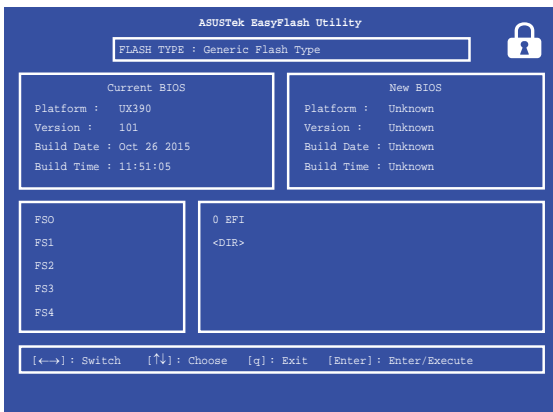 ASUSTek EasyFlash Utility
FLASH TYPE : Generic Flash Type
Current BIOS
Platform : UX390
Version : 101
Build Date : Oct 26 2015
Build Time : 11:51:05
New BIOS
Platform : Unknown
Version : Unknown
Build Date : Unknown
Build Time : Unknown
FS0
FS1
FS2
FS3
FS4
0 EFI
<DIR>
[←→] : Switch [↑↓] : Choose [q] : Exit [Enter] : Enter/Execute